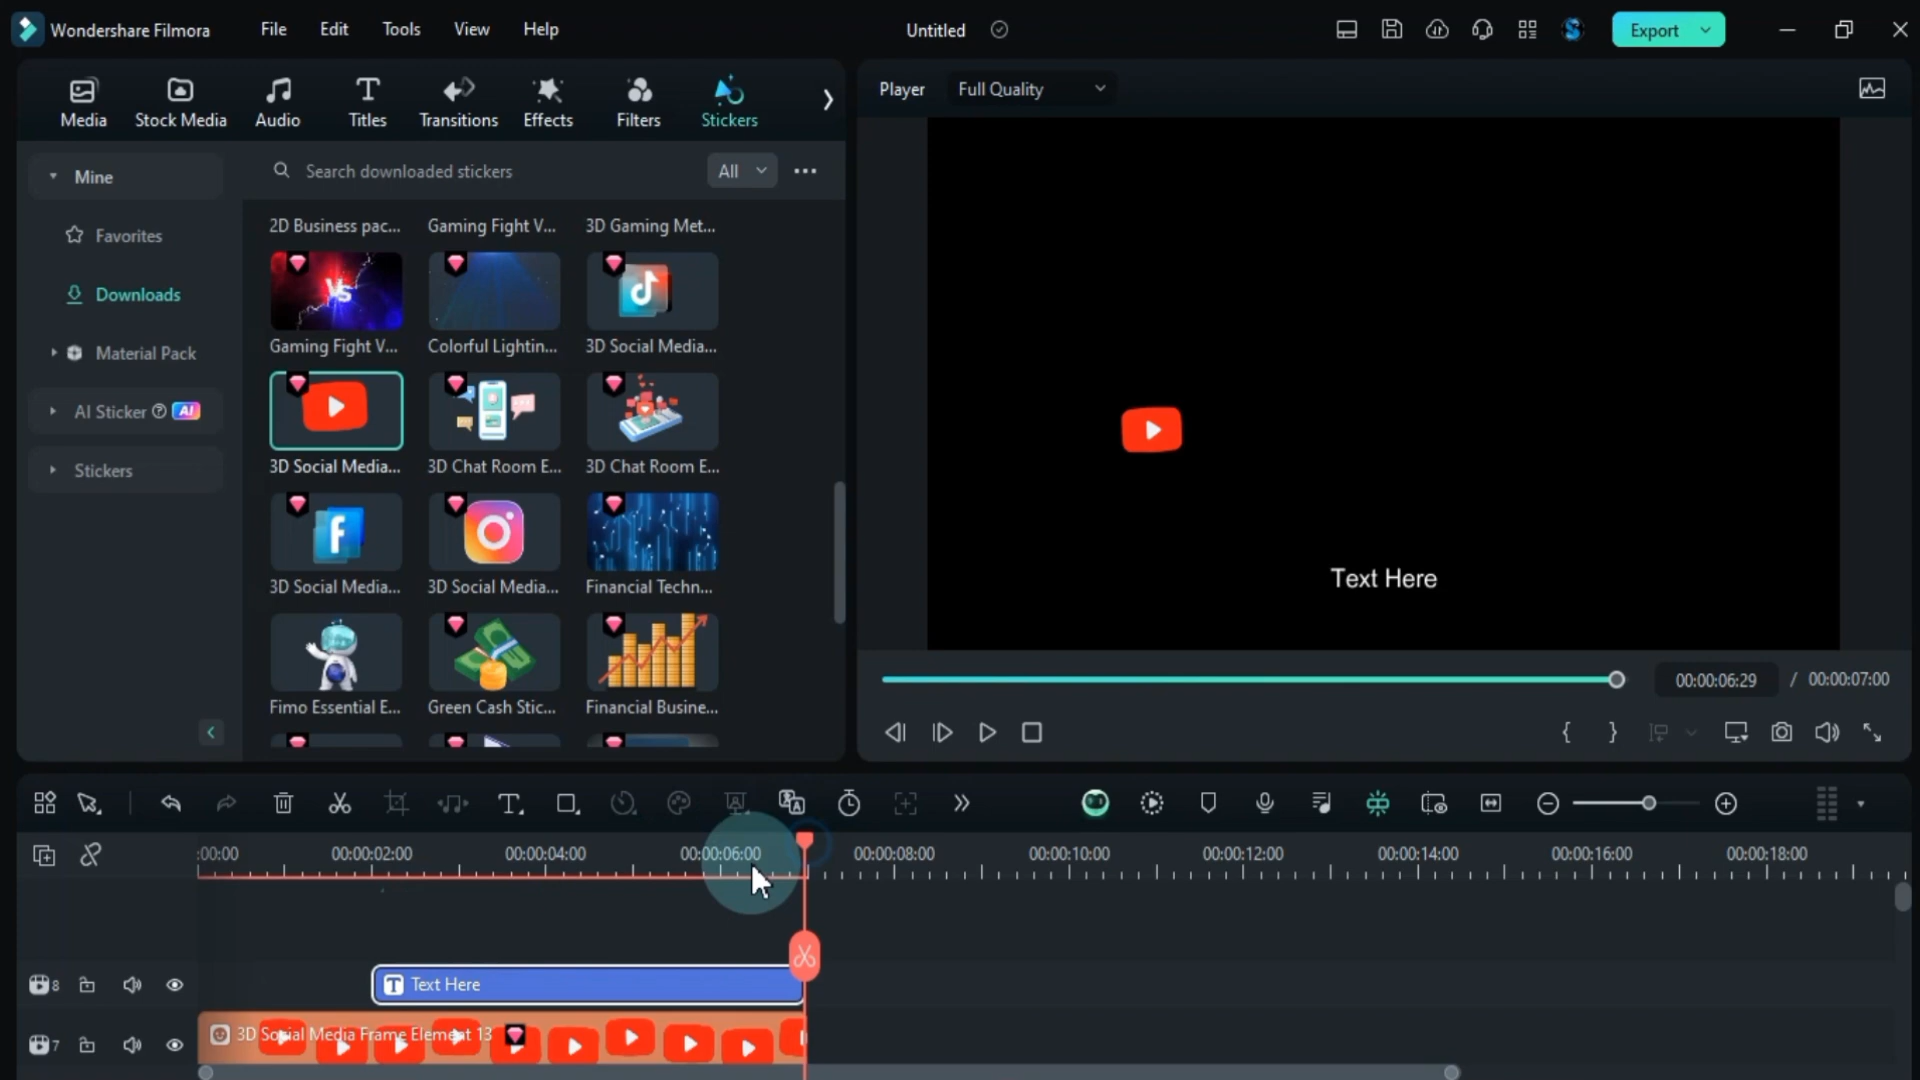 Wondershare Filmora
File
Edit
Tools
View
Help
Untitled
Export
Media
Stock Media
Audio
Titles
Transitions
Effects
Filters
Stickers
Player
Full Quality
Mine
Favorites
Downloads
Material Pack
AI Sticker
AI
Stickers
Search downloaded stickers
All
2D Business pac...
Gaming Fight V...
3D Gaming Met...
Vs
Gaming Fight V...
Colorful Lightin...
3D Social Media...
3D Social Media...
3D Chat Room E...
3D Chat Room E...
f
3D Social Media...
3D Social Media...
Financial Techn...
Fimo Essential E...
Green Cash Stic...
Financial Busine...
Text Here
00:00:06:29 / 00:00:07:00
:00:00
00:00:02:00
00:00:04:00
00:00:06:00
00:00:08:00
00:00:10:00
00:00:12:00
00:00:14:00
00:00:16:00
00:00:18:00
8
T Text Here
7
3D Social Media Frame Element 13